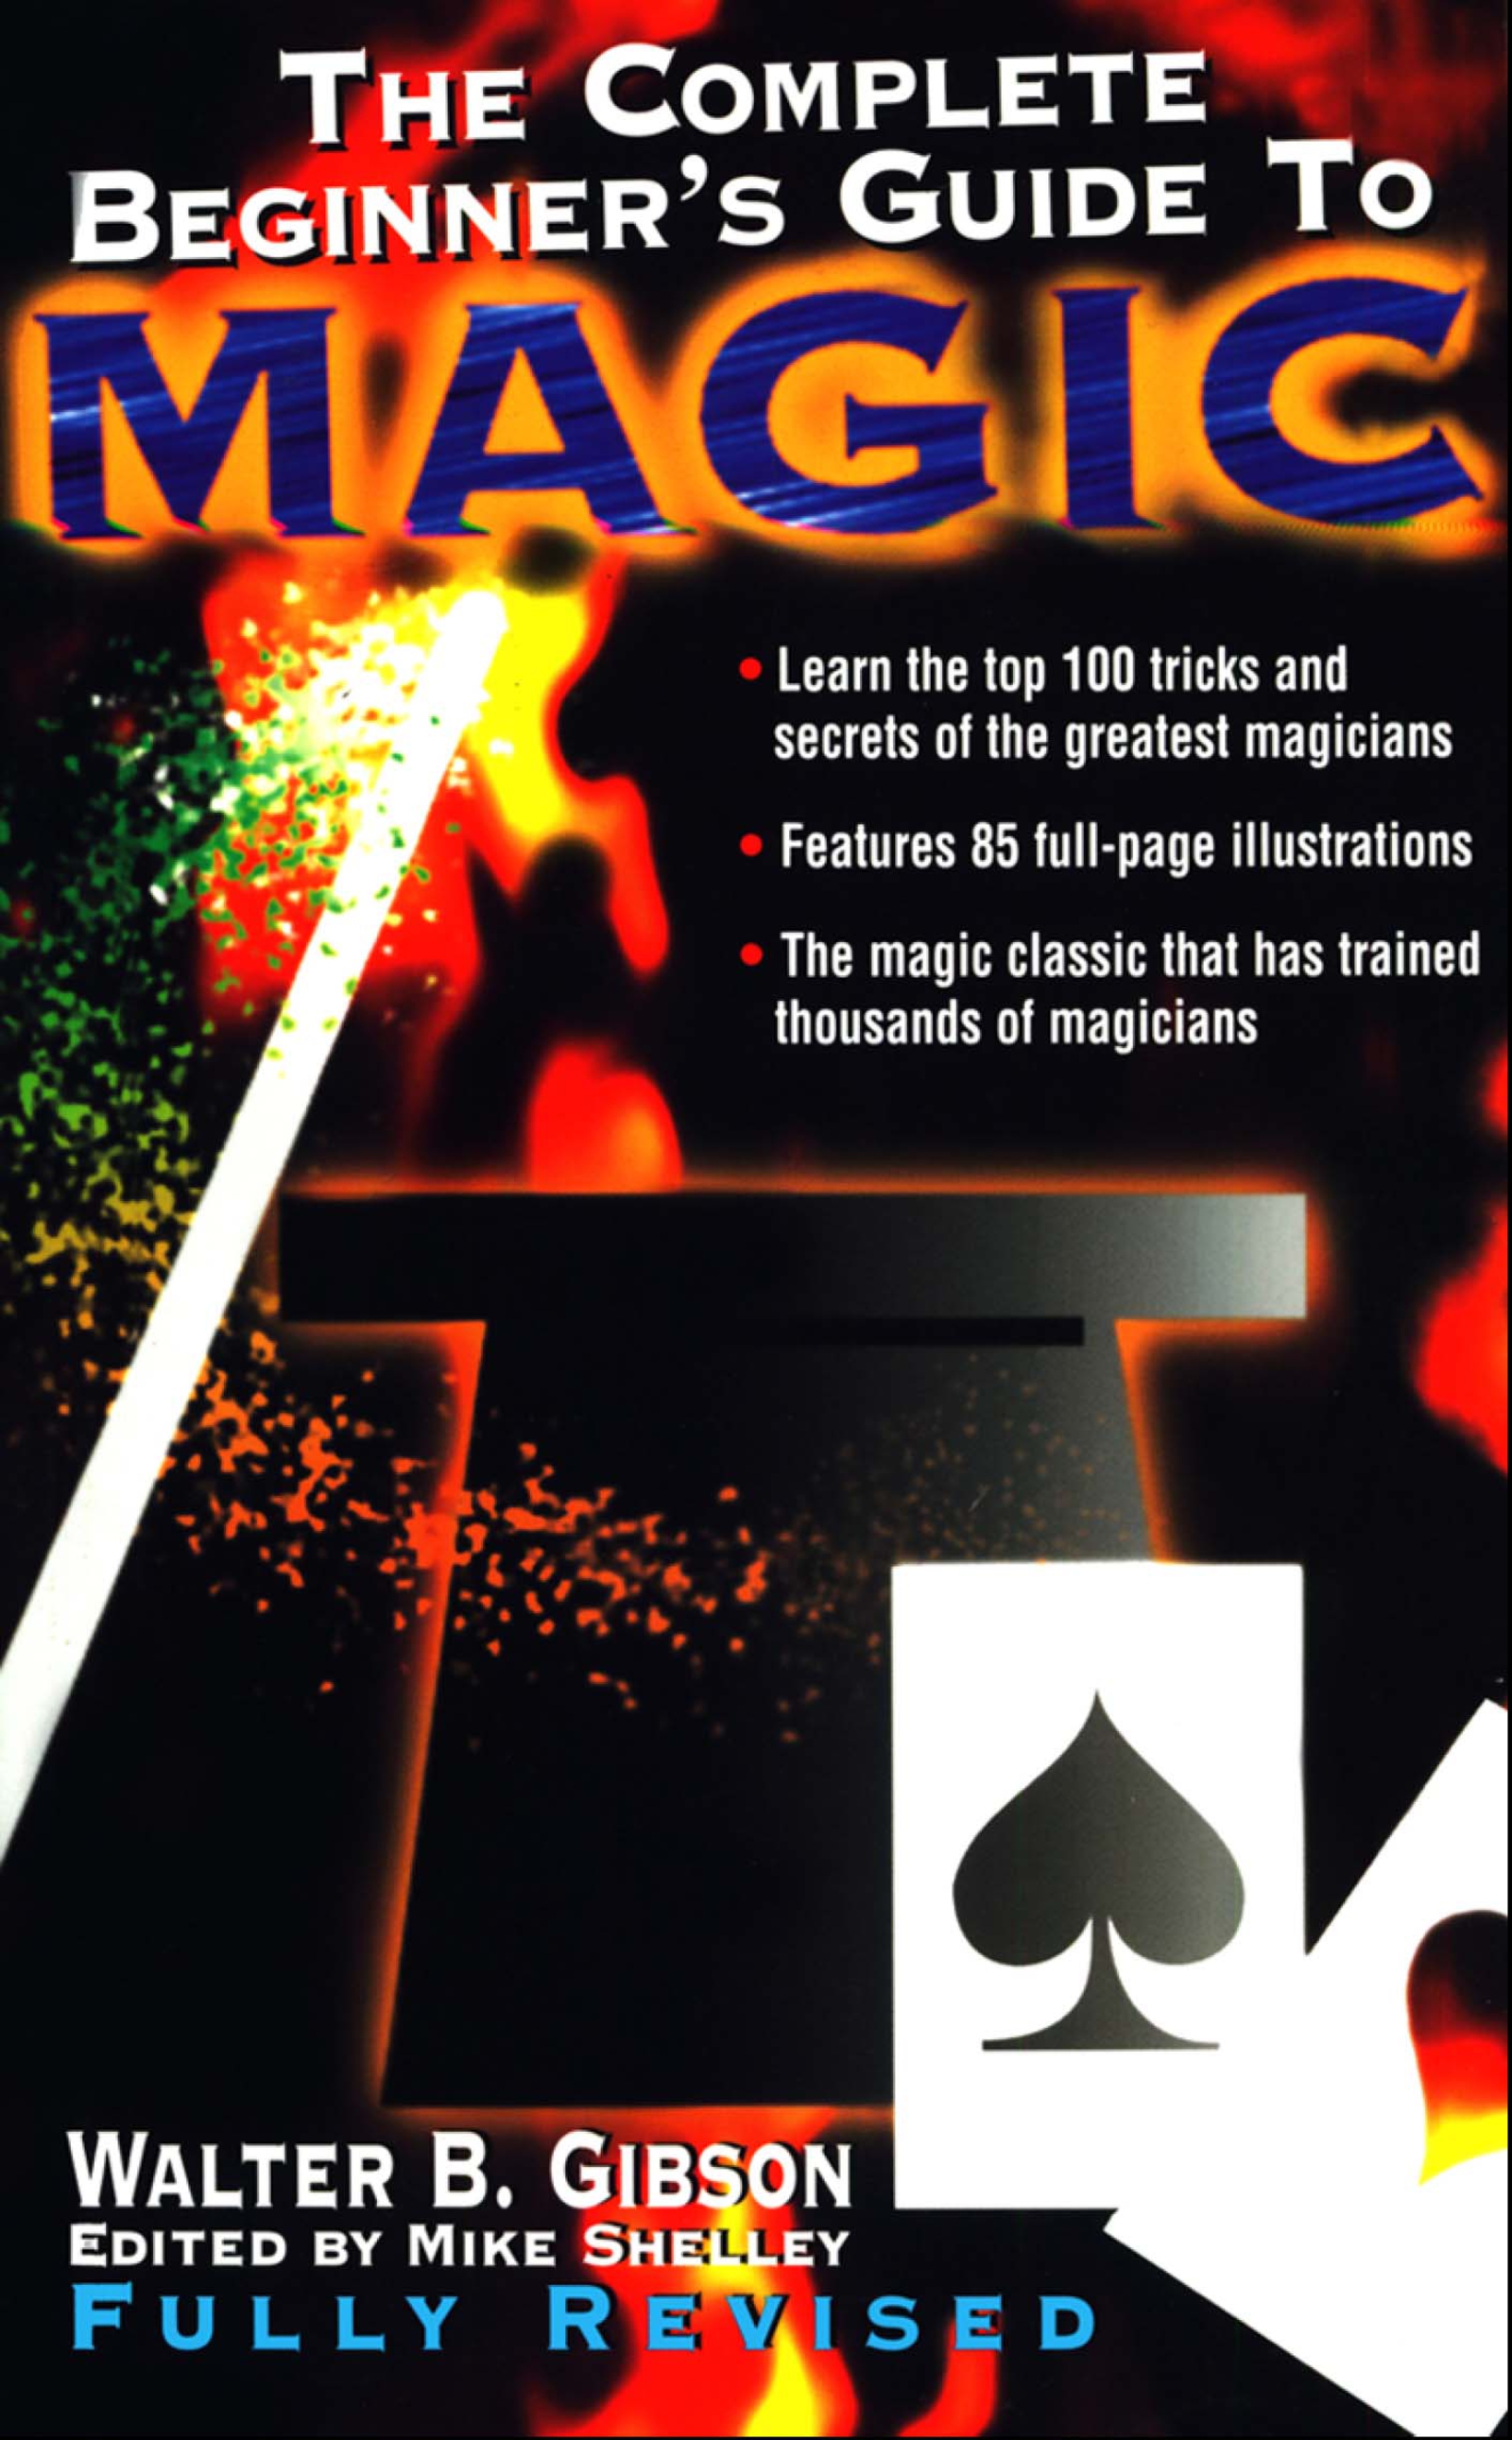 THE COMPLETE
BEGINNER'S GUIDE TO
MAGIC
• Learn the top 100 tricks and
secrets of the greatest magicians
• Features 85 full-page illustrations
• The magic classic that has trained
thousands of magicians
WALTER B. GIBSON
EDITED BY MIKE SHELLEY
FULLY REVISED